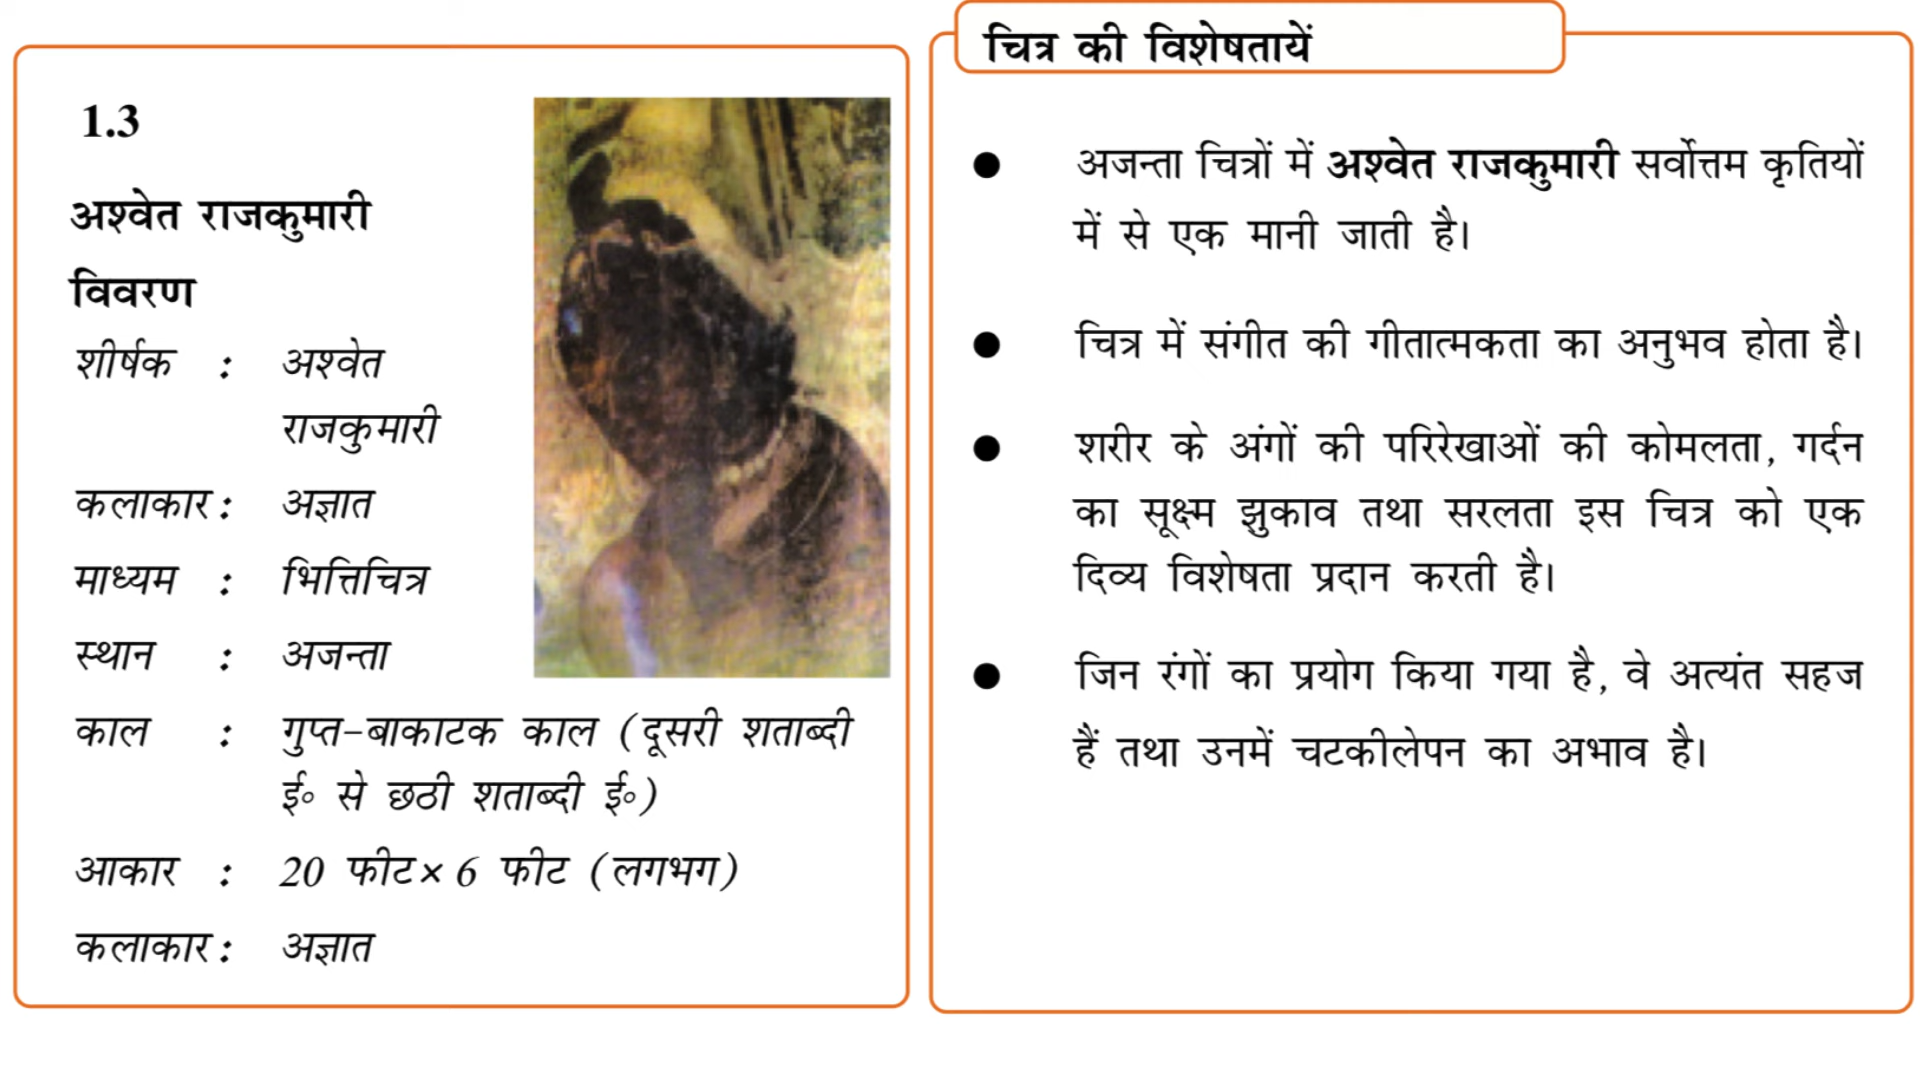 1.3
अश्वेत राजकुमारी
विवरण
शीर्षक : अश्वेत
राजकुमारी
कलाकार : अज्ञात
माध्यम : भित्तिचित्र
स्थान : अजन्ता
काल : गुप्त-बाकाटक काल (दूसरी शताब्दी
ई० से छठी शताब्दी ई०)
आकार : 20 फीट× 6 फीट (लगभग)
कलाकार : अज्ञात
चित्र की विशेषतायें
● अजन्ता चित्रों में अश्वेत राजकुमारी सर्वोत्तम कृतियों
में से एक मानी जाती है।
● चित्र में संगीत की गीतात्मकता का अनुभव होता है।
● शरीर के अंगों की परिरेखाओं की कोमलता, गर्दन
का सूक्ष्म झुकाव तथा सरलता इस चित्र को एक
दिव्य विशेषता प्रदान करती है।
● जिन रंगों का प्रयोग किया गया है, वे अत्यंत सहज
हैं तथा उनमें चटकीलेपन का अभाव है।